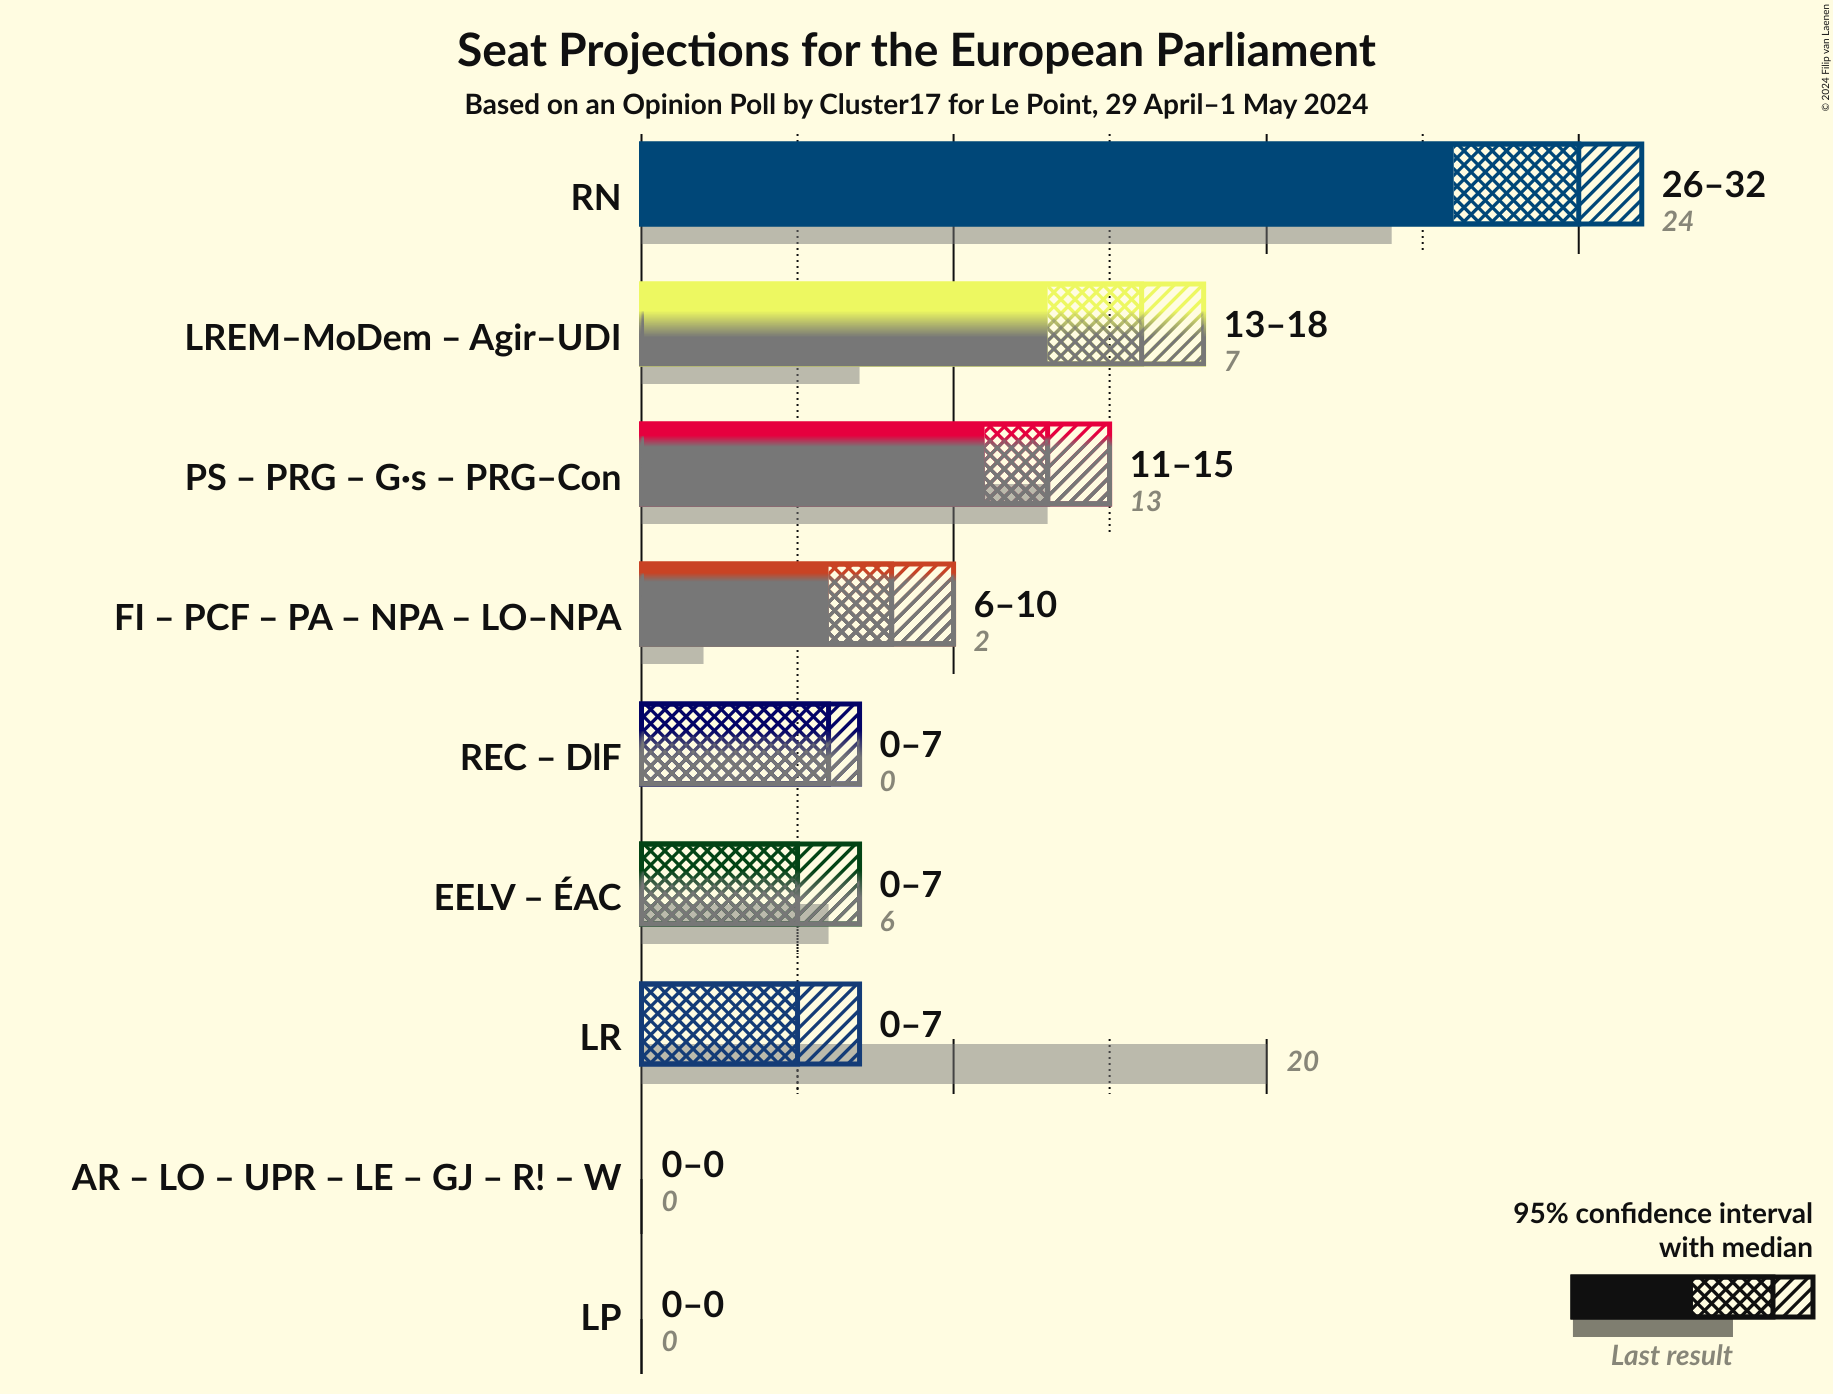 Seat Projections for the European Parliament
Based on an Opinion Poll by Cluster17 for Le Point, 29 April–1 May 2024
© 2024 Filip van Laenen
RN
26–32
24
LREM–MoDem – Agir–UDI
13–18
7
PS – PRG – G·s – PRG–Con
11–15
13
FI – PCF – PA – NPA – LO–NPA
6–10
2
REC – DlF
0–7
0
EELV – ÉAC
0–7
6
LR
0–7
20
AR – LO – UPR – LE – GJ – R! – W
0–0
0
LP
0–0
0
95% confidence interval
with median
Last result